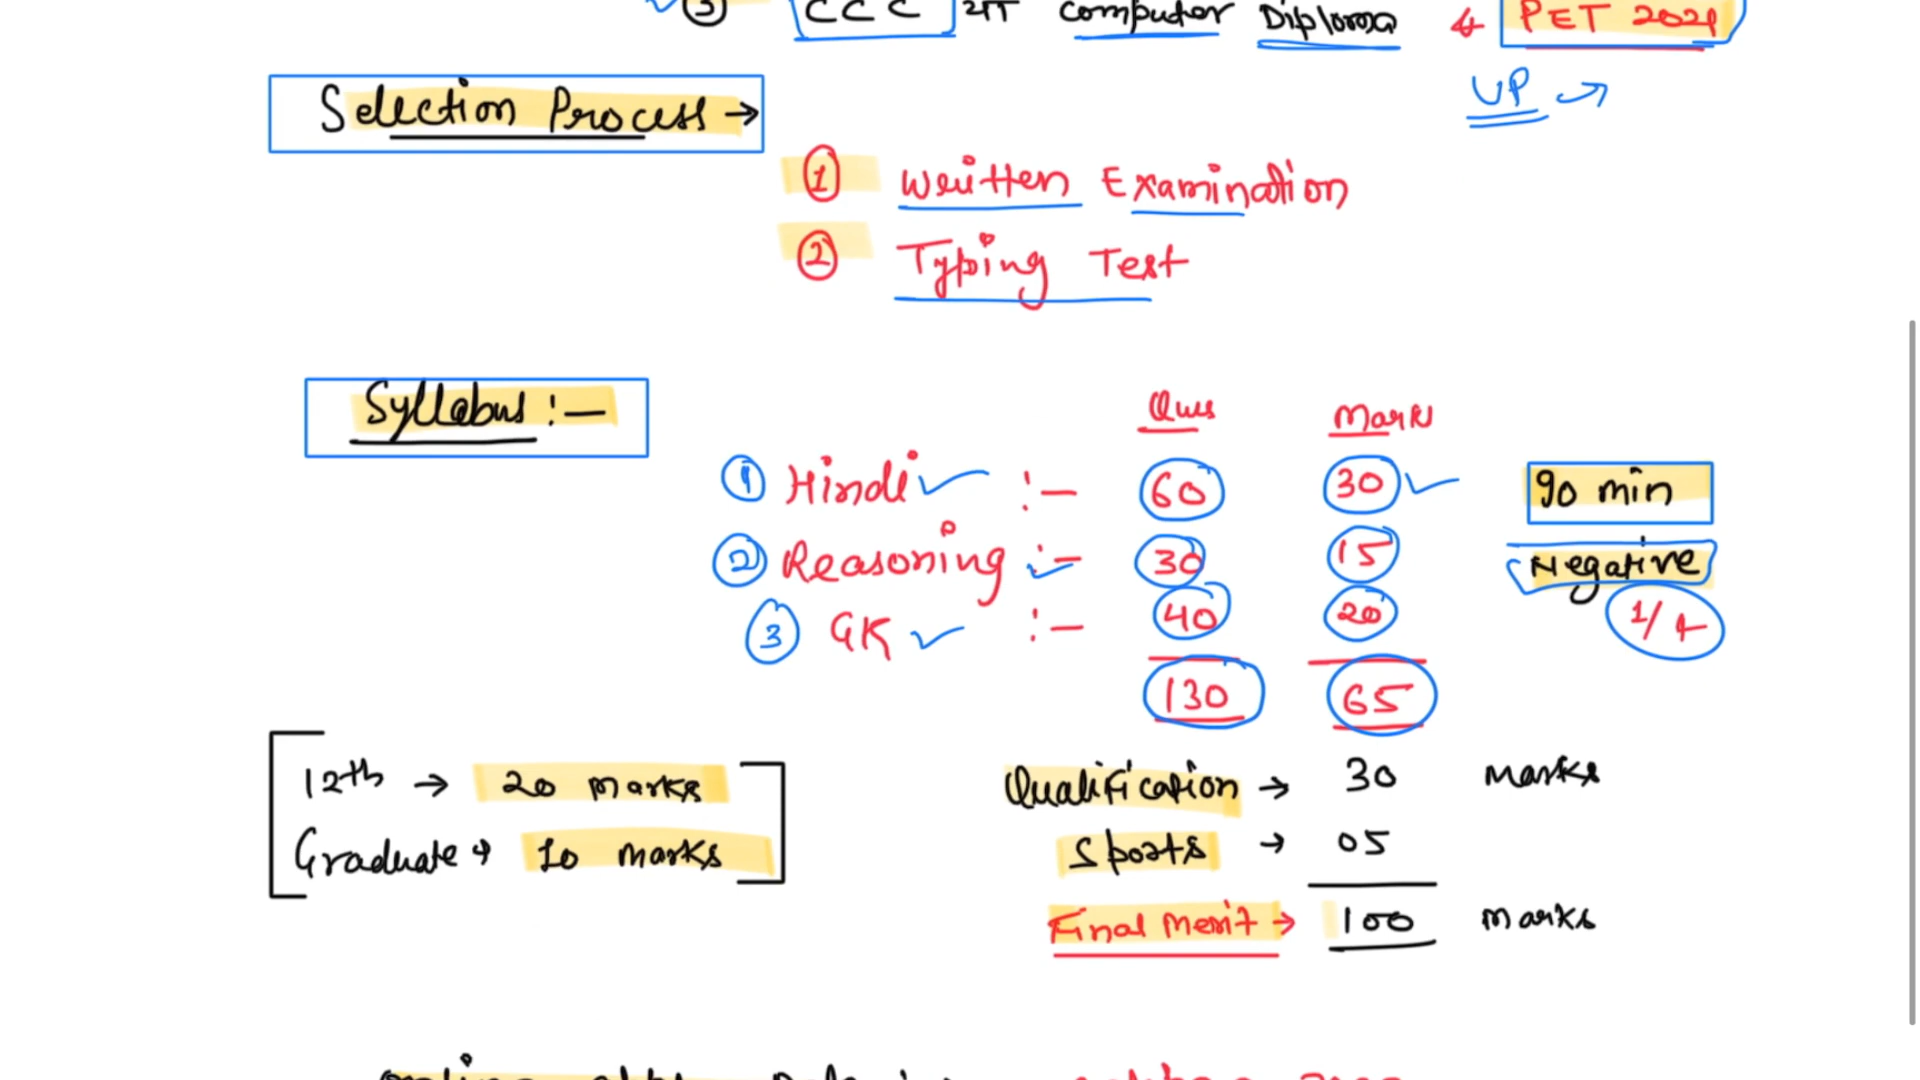 ③ CCC या Computer Diploma & PET 2021
UP →
Selection Process →
① Written Examination
② Typing Test
Syllabus :—
Ques Mark
① Hindi :— 60 30 90 min
② Reasoning :— 30 15 Negative
③ GK :— 40 20 1/4
130 65
12th → 20 marks
Graduate → 10 marks
Qualification → 30 marks
Sports → 05
Final Merit → 100 marks